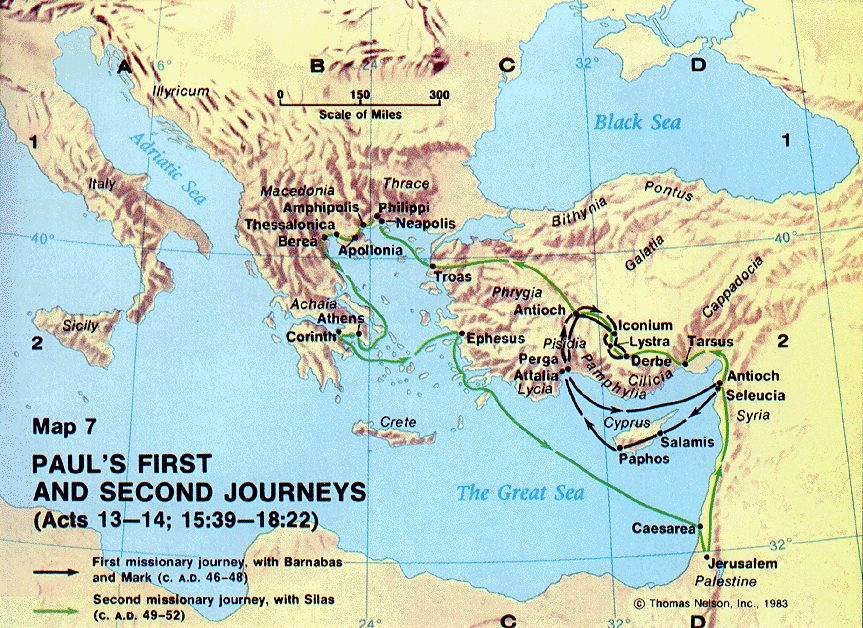 A
16°
B
24°
C
32°
D
Illyricum
0 150 300
Scale of Miles
Black Sea
1
1
Adriatic Sea
Italy
Macedonia
Thrace
Pontus
Amphipolis
Philippi
Bithynia
Thessalonica
Neapolis
Berea
Apollonia
40°
40°
Galatia
Troas
Cappadocia
Phrygia
Achaia
Antioch
Sicily
Athens
Iconium
Corinth
Ephesus
Lystra
Tarsus
2
2
Pisidia
Derbe
Perga
Attalia
Pamphylia
Cilicia
Antioch
Lycia
Seleucia
Syria
Crete
Cyprus
Salamis
Paphos
Map 7
PAUL'S FIRST
AND SECOND JOURNEYS
(Acts 13—14; 15:39—18:22)
The Great Sea
Caesarea
32°
Jerusalem
Palestine
First missionary journey, with Barnabas
and Mark (C. A.D. 46–48)
Second missionary journey, with Silas
(C. A.D. 49–52)
© Thomas Nelson, Inc., 1983
24°
C
32°
D